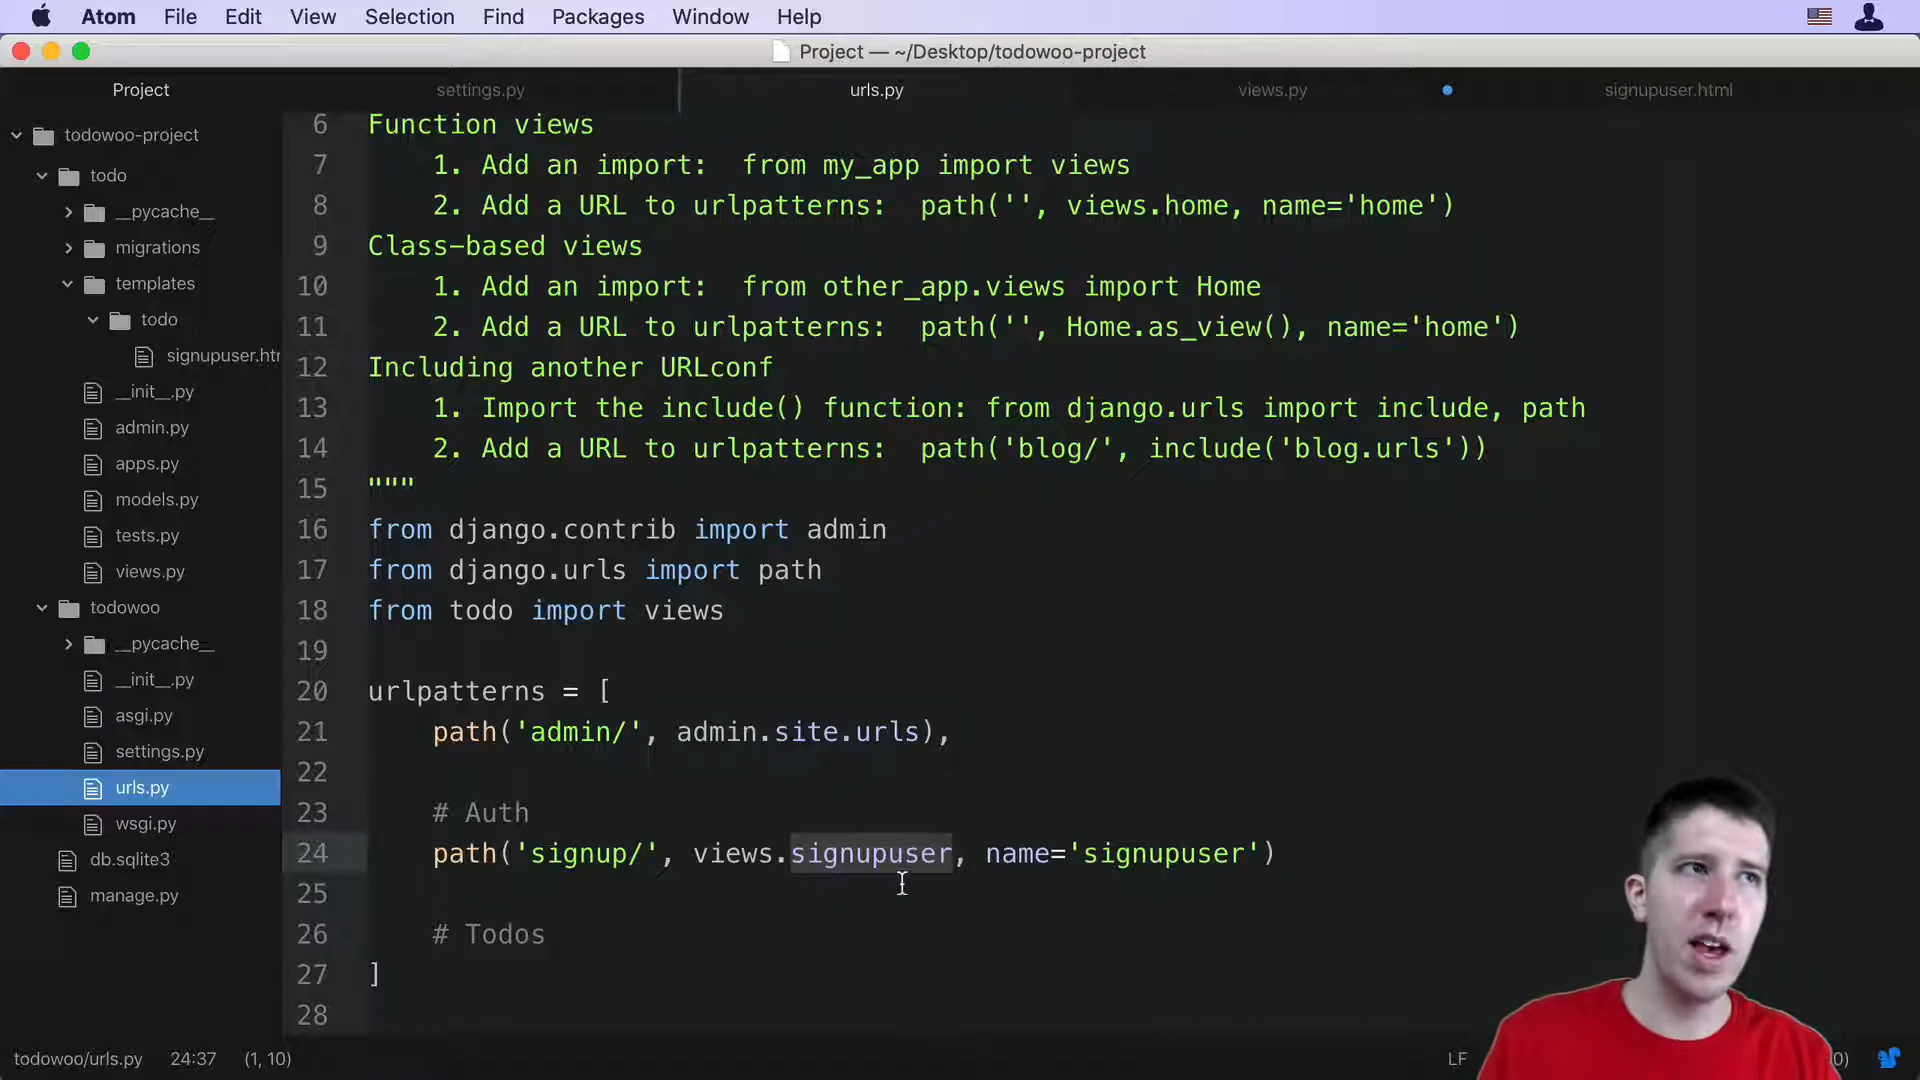 Atom File Edit View Selection Find Packages Window Help
Project — ~/Desktop/todowoo-project
Project
settings.py
urls.py
views.py
signupuser.html
todowoo-project
todo
__pycache__
migrations
templates
todo
signupuser.htr
__init__.py
admin.py
apps.py
models.py
tests.py
views.py
todowoo
__pycache__
__init__.py
asgi.py
settings.py
urls.py
wsgi.py
db.sqlite3
manage.py
6 Function views
7 1. Add an import:  from my_app import views
8 2. Add a URL to urlpatterns:  path('', views.home, name='home')
9 Class-based views
10 1. Add an import:  from other_app.views import Home
11 2. Add a URL to urlpatterns:  path('', Home.as_view(), name='home')
12 Including another URLconf
13 1. Import the include() function: from django.urls import include, path
14 2. Add a URL to urlpatterns:  path('blog/', include('blog.urls'))
15 """
16 from django.contrib import admin
17 from django.urls import path
18 from todo import views
19
20 urlpatterns = [
21 path('admin/', admin.site.urls),
22
23 # Auth
24 path('signup/', views.signupuser, name='signupuser')
25
26 # Todos
27 ]
28
todowoo/urls.py 24:37 (1, 10)
LF
0)